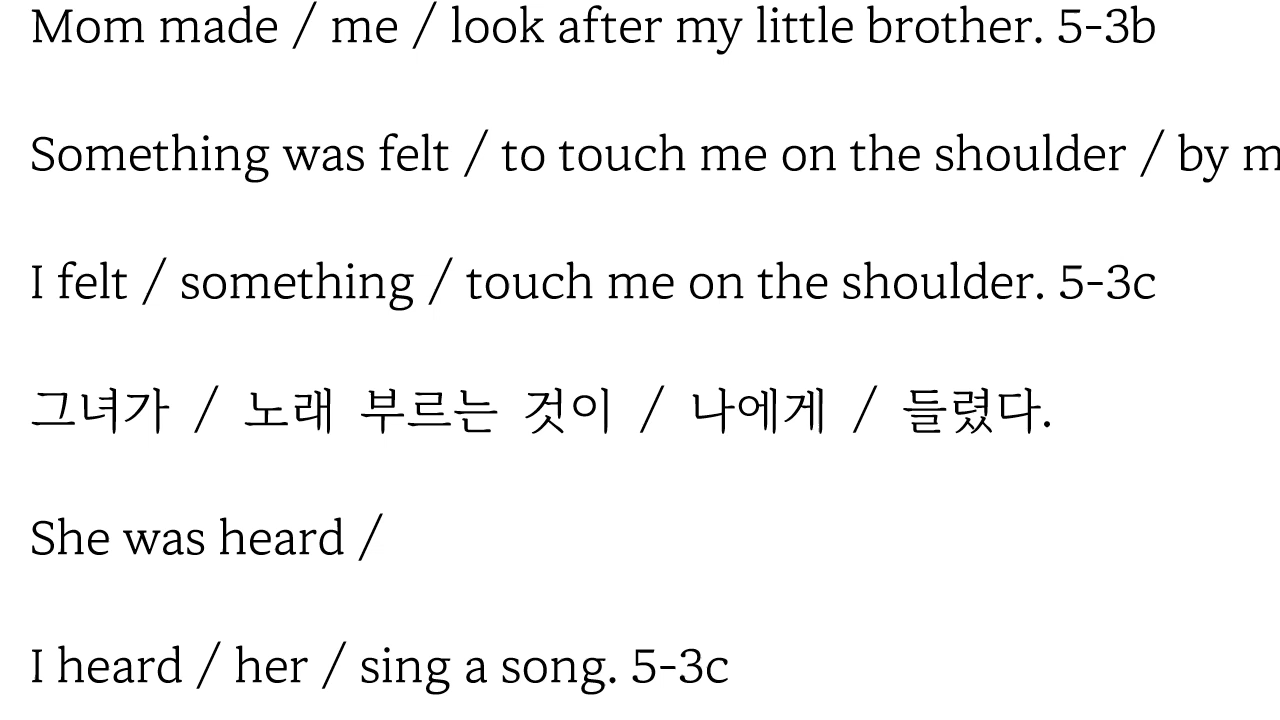 Mom made / me / look after my little brother. 5-3b
Something was felt / to touch me on the shoulder / by
I felt / something / touch me on the shoulder. 5-3c
그녀가 / 노래 부르는 것이 / 나에게 / 들렸다.
She was heard /
I heard / her / sing a song. 5-3c